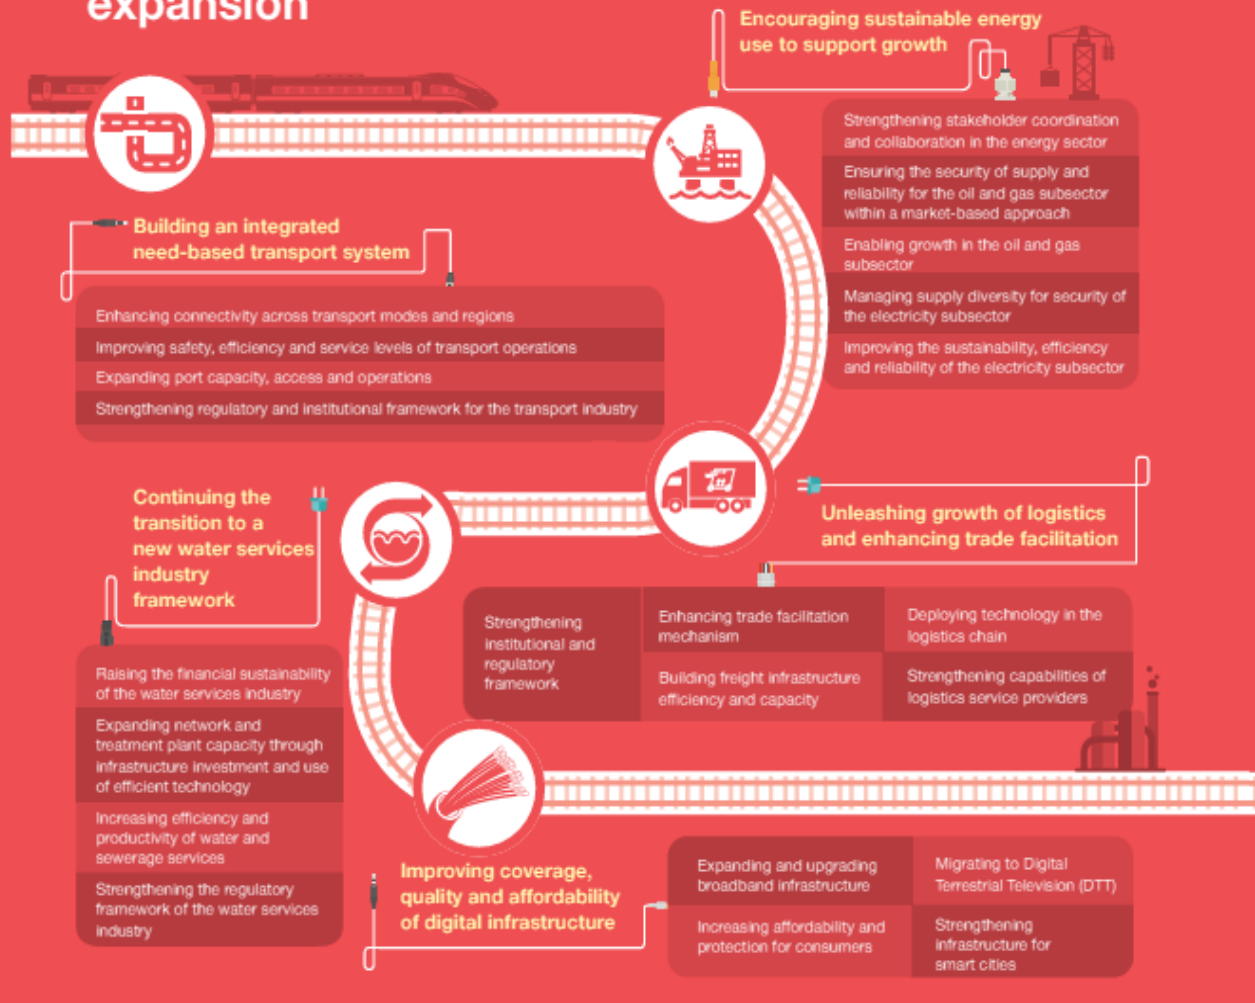 expansion
Encouraging sustainable energy
use to support growth
Strengthening stakeholder coordination
and collaboration in the energy sector
Ensuring the security of supply and
reliability for the oil and gas subsector
within a market-based approach
Enabling growth in the oil and gas
subsector
Managing supply diversity for security of
the electricity subsector
Improving the sustainability, efficiency
and reliability of the electricity subsector
Building an integrated
need-based transport system
Enhancing connectivity across transport modes and regions
Improving safety, efficiency and service levels of transport operations
Expanding port capacity, access and operations
Strengthening regulatory and institutional framework for the transport industry
Unleashing growth of logistics
and enhancing trade facilitation
Strengthening
institutional and
regulatory
framework
Enhancing trade facilitation
mechanism
Building freight infrastructure
efficiency and capacity
Deploying technology in the
logistics chain
Strengthening capabilities of
logistics service providers
Continuing the
transition to a
new water services
industry
framework
Raising the financial sustainability
of the water services industry
Expanding network and
treatment plant capacity through
infrastructure investment and use
of efficient technology
Increasing efficiency and
productivity of water and
sewerage services
Strengthening the regulatory
framework of the water services
industry
Improving coverage,
quality and affordability
of digital infrastructure
Expanding and upgrading
broadband infrastructure
Migrating to Digital
Terrestrial Television (DTT)
Increasing affordability and
protection for consumers
Strengthening
infrastructure for
smart cities